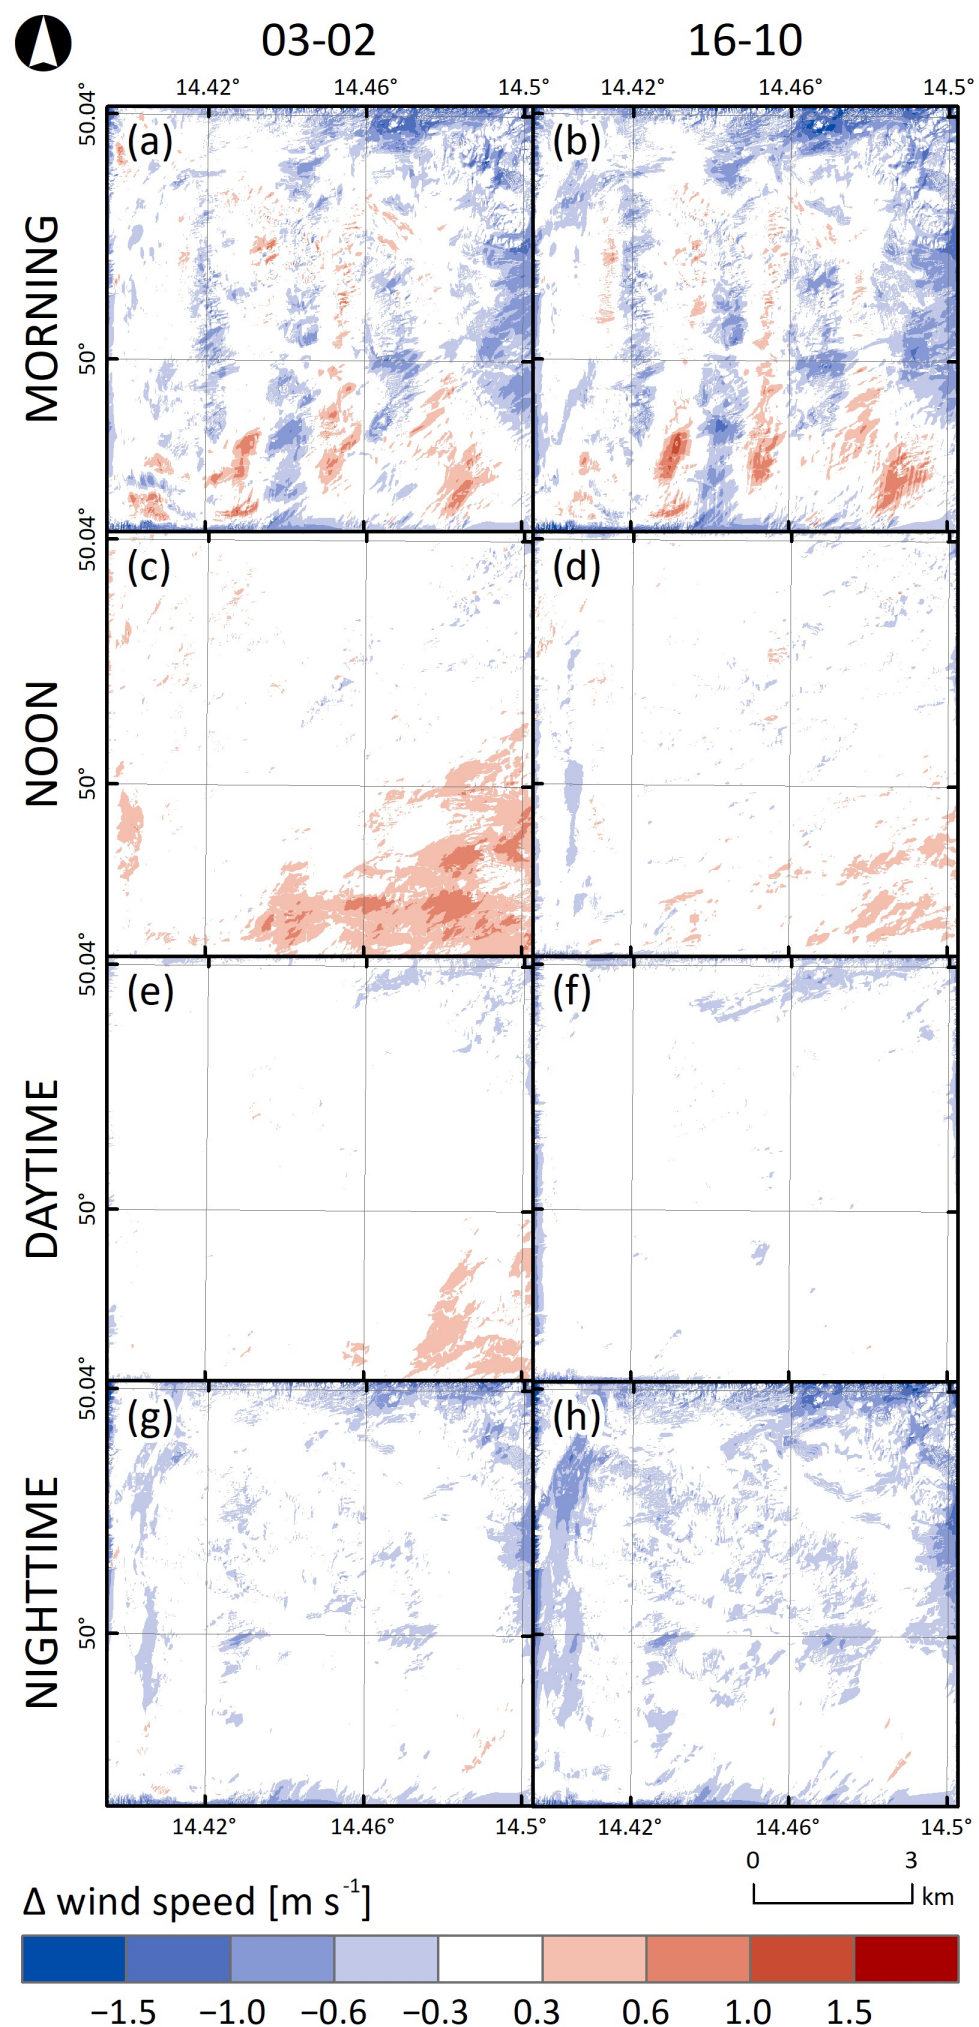 03-02 16-10
14.42° 14.46° 14.5° 14.42° 14.46° 14.5°
MORNING
50.04°
50°
(a) (b)
NOON
50.04°
50°
(c) (d)
DAYTIME
50.04°
50°
(e) (f)
NIGHTTIME
50.04°
50°
(g) (h)
14.42° 14.46° 14.5° 14.42° 14.46° 14.5°
0 3
km
Δ wind speed [m s⁻¹]
−1.5 −1.0 −0.6 −0.3 0.3 0.6 1.0 1.5